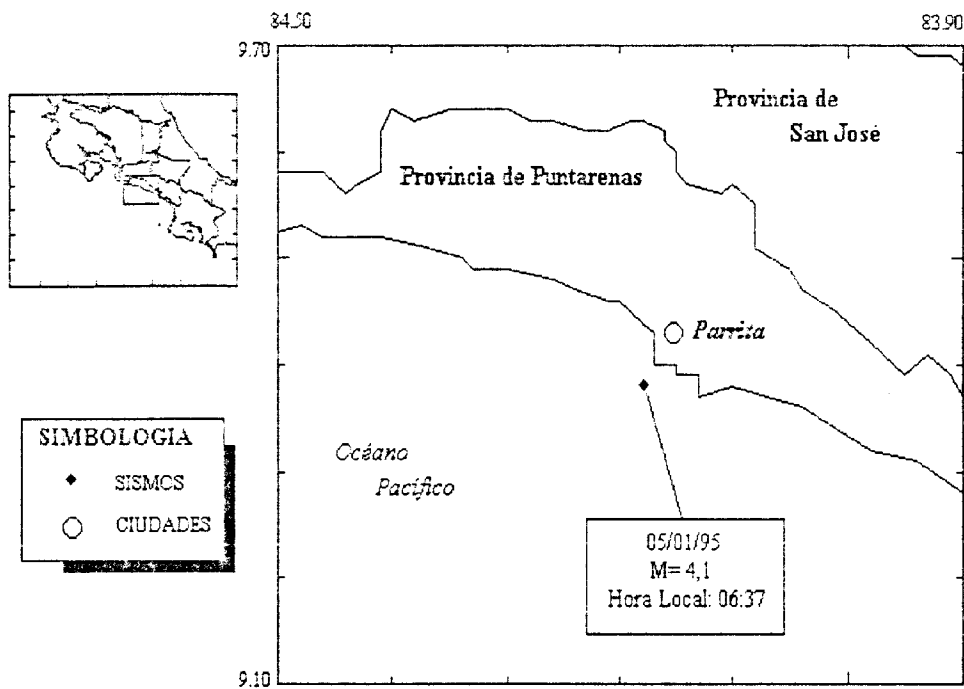 84.50
83.90
9.70
Provincia de
San José
Provincia de Puntarenas
Parrita
SIMBOLOGIA
SISMOS
CIUDADES
Océano
Pacífico
05/01/95
M= 4,1
Hora Local: 06:37
9.10